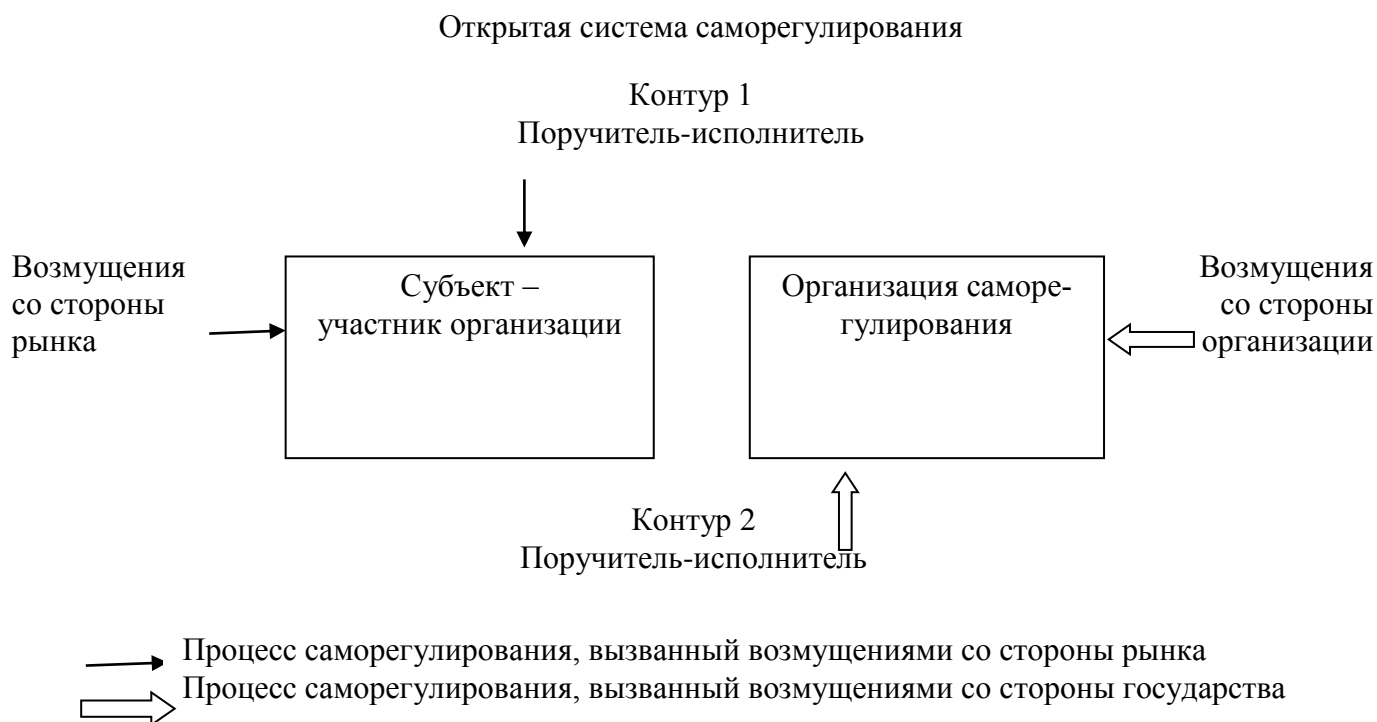 Открытая система саморегулирования
Контур 1
Поручитель-исполнитель
Возмущения
со стороны
рынка
Субъект –
участник организации
Организация саморе-
гулирования
Возмущения
со стороны
организации
Контур 2
Поручитель-исполнитель
Процесс саморегулирования, вызванный возмущениями со стороны рынка
Процесс саморегулирования, вызванный возмущениями со стороны государства